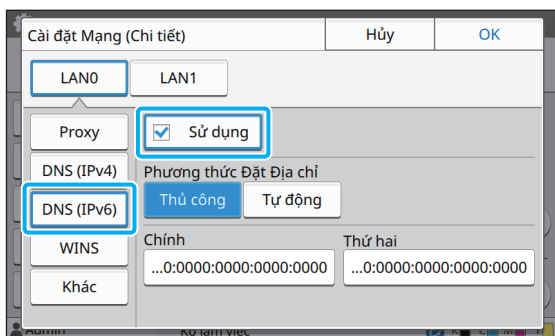 Cài đặt Mạng (Chi tiết) Hủy OK
LAN0 LAN1
Proxy Sử dụng
DNS (IPv4) Phương thức Đặt Địa chỉ
DNS (IPv6) Thủ công Tự động
WINS Chính Thứ hai
...0:0000:0000:0000:0000 ...0:0000:0000:0000:0000
Khác
Admin